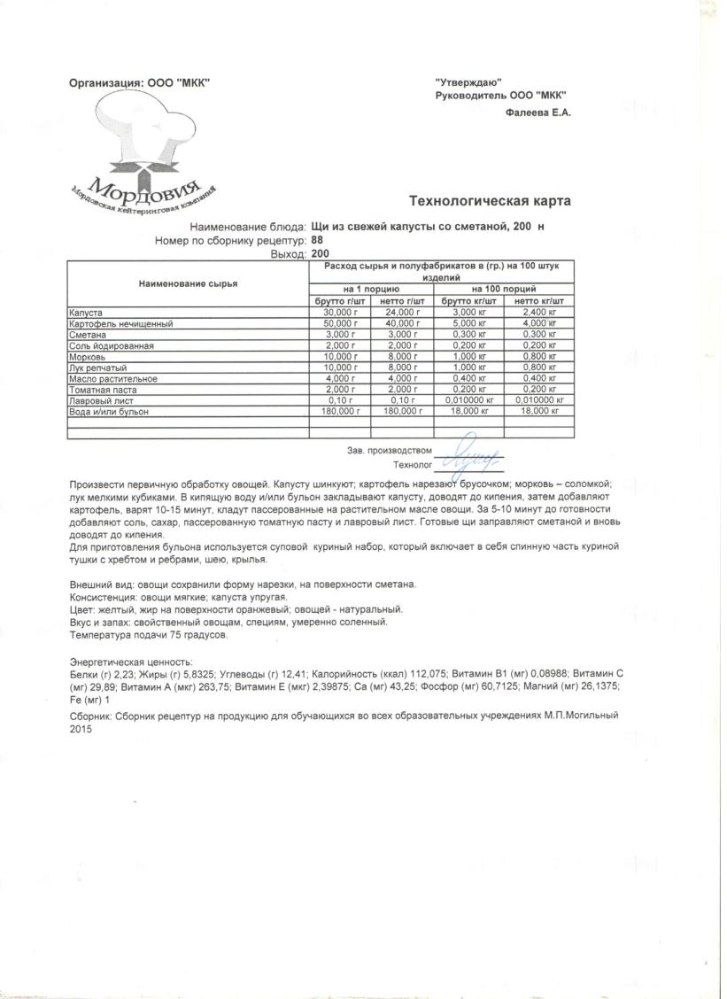 Организация: ООО "МКК"
"Утверждаю"
Руководитель ООО "МКК"
Фалеева Е.А.
Мордовия
Мордовская кейтеринговая компания
Технологическая карта
Наименование блюда: Щи из свежей капусты со сметаной, 200 н
Номер по сборнику рецептур: 88
Выход: 200
Наименование сырья
Расход сырья и полуфабрикатов в (гр.) на 100 штук
изделий
на 1 порцию на 100 порций
брутто г/шт нетто г/шт брутто кг/шт нетто кг/шт
Капуста 30,000 г 24,000 г 3,000 кг 2,400 кг
Картофель нечищенный 50,000 г 40,000 г 5,000 кг 4,000 кг
Сметана 3,000 г 3,000 г 0,300 кг 0,300 кг
Соль йодированная 2,000 г 2,000 г 0,200 кг 0,200 кг
Морковь 10,000 г 8,000 г 1,000 кг 0,800 кг
Лук репчатый 10,000 г 8,000 г 1,000 кг 0,800 кг
Масло растительное 4,000 г 4,000 г 0,400 кг 0,400 кг
Томатная паста 2,000 г 2,000 г 0,200 кг 0,200 кг
Лавровый лист 0,10 г 0,10 г 0,010000 кг 0,010000 кг
Вода и/или бульон 180,000 г 180,000 г 18,000 кг 18,000 кг
Зав. производством
Технолог
Произвести первичную обработку овощей. Капусту шинкуют; картофель нарезают брусочком; морковь – соломкой;
лук мелкими кубиками. В кипящую воду и/или бульон закладывают капусту, доводят до кипения, затем добавляют
картофель, варят 10-15 минут, кладут пассерованные на растительном масле овощи. За 5-10 минут до готовности
добавляют соль, сахар, пассерованную томатную пасту и лавровый лист. Готовые щи заправляют сметаной и вновь
доводят до кипения.
Для приготовления бульона используется суповой куриный набор, который включает в себя спинную часть куриной
тушки с хребтом и ребрами, шею, крылья.
Внешний вид: овощи сохранили форму нарезки, на поверхности сметана.
Консистенция: овощи мягкие; капуста упругая.
Цвет: желтый, жир на поверхности оранжевый; овощей - натуральный.
Вкус и запах: свойственный овощам, специям, умеренно соленный.
Температура подачи 75 градусов.
Энергетическая ценность:
Белки (г) 2,23; Жиры (г) 5,8325; Углеводы (г) 12,41; Калорийность (ккал) 112,075; Витамин В1 (мг) 0,08988; Витамин С
(мг) 29,89; Витамин А (мкг) 263,75; Витамин Е (мкг) 2,39875; Са (мг) 43,25; Фосфор (мг) 60,7125; Магний (мг) 26,1375;
Fe (мг) 1
Сборник: Сборник рецептур на продукцию для обучающихся во всех образовательных учреждениях М.П.Могильный
2015